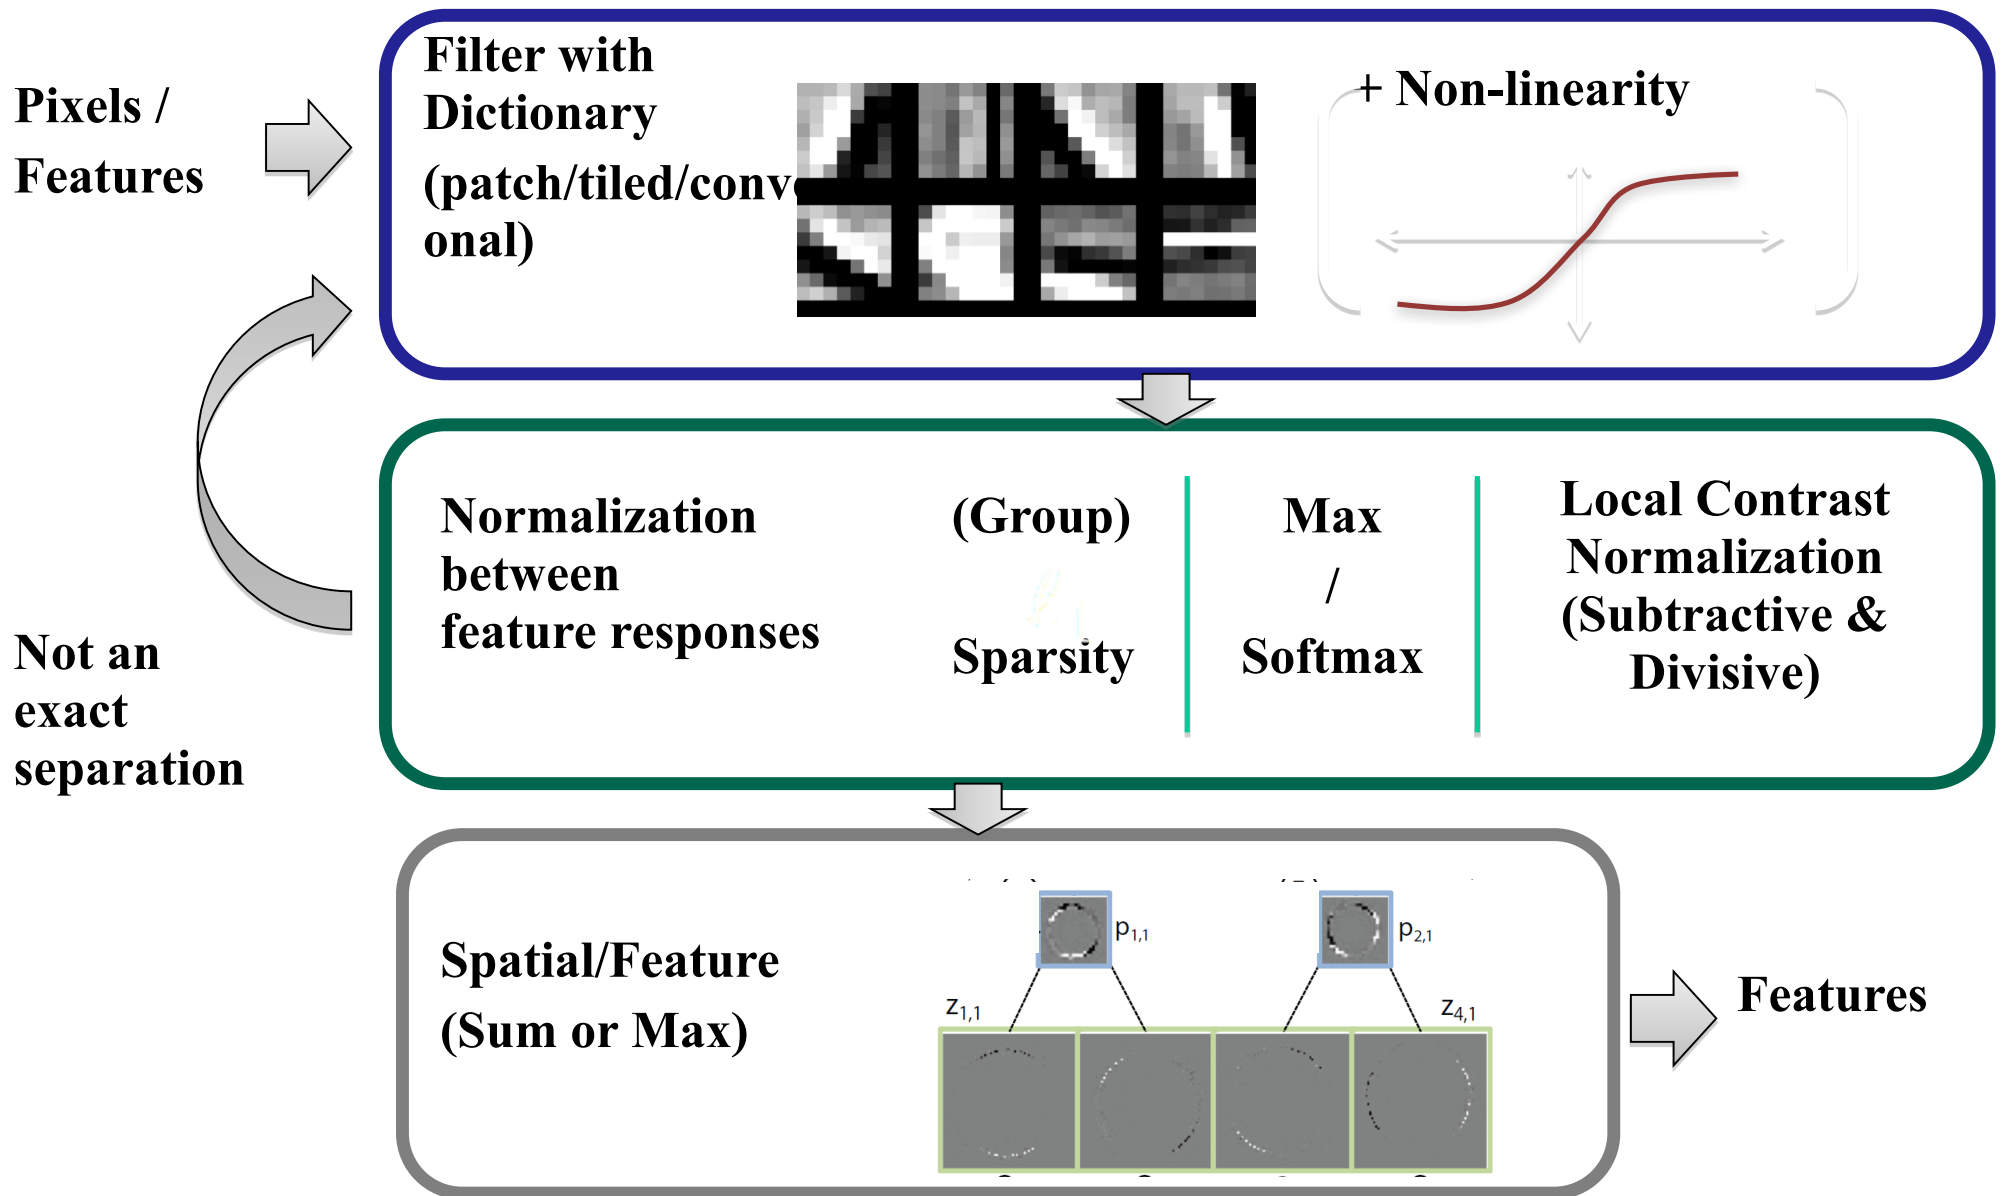 Pixels /
Features
Filter with
Dictionary
(patch/tiled/conv
onal)
+ Non-linearity
Not an
exact
separation
Normalization
between
feature responses
(Group)
Sparsity
Max
/
Softmax
Local Contrast
Normalization
(Subtractive &
Divisive)
Spatial/Feature
(Sum or Max)
p1,1
p2,1
z1,1
z4,1
Features